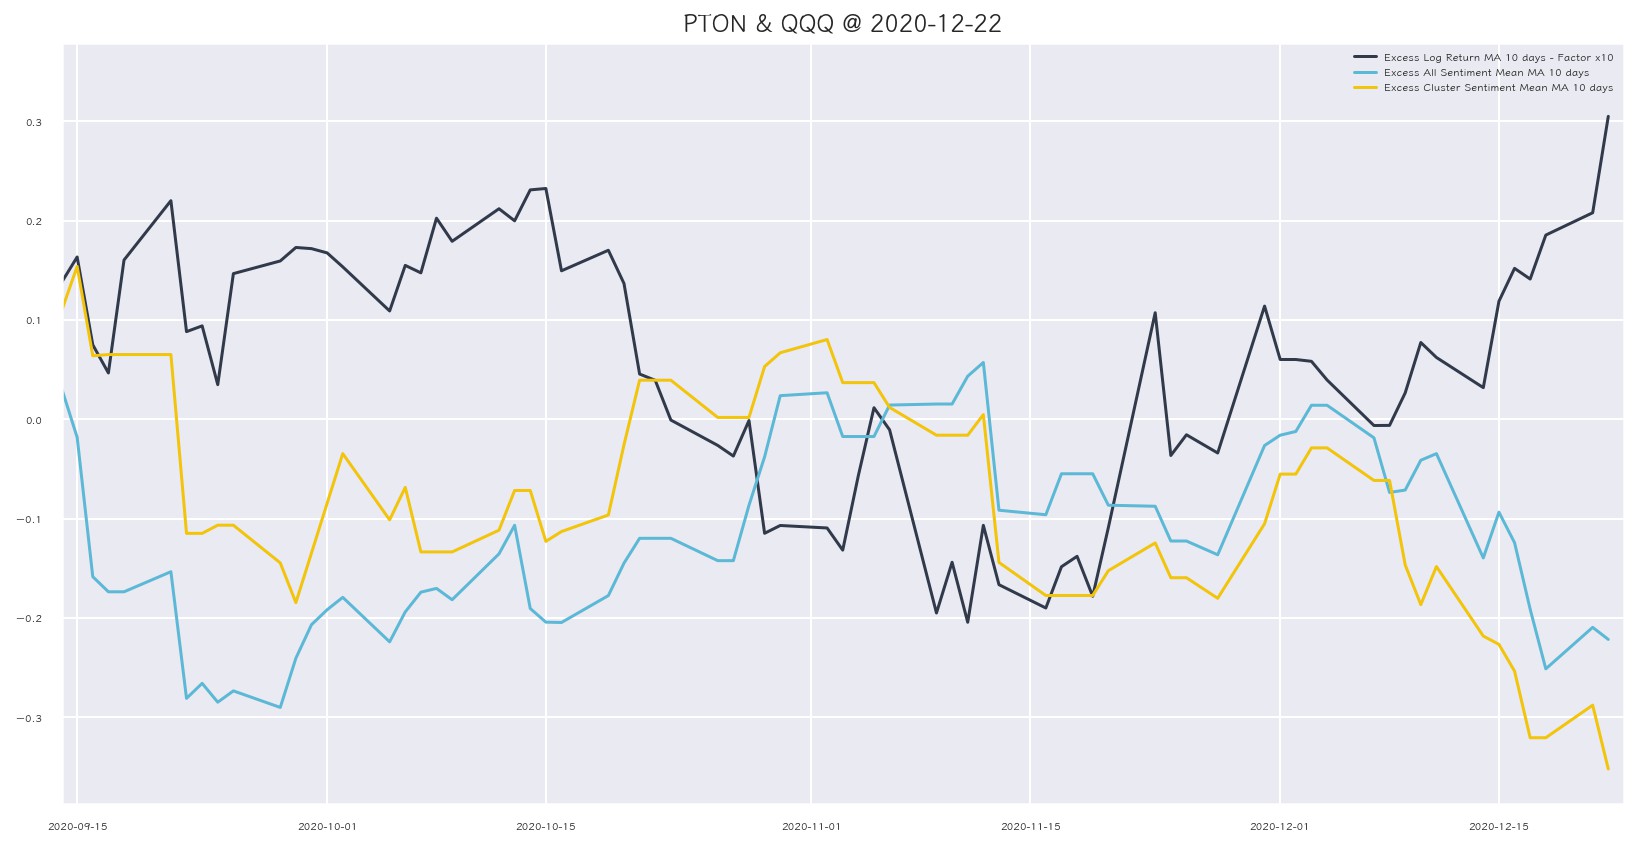 PTON & QQQ @ 2020-12-22
Excess Log Return MA 10 days - Factor x10
Excess All Sentiment Mean MA 10 days
Excess Cluster Sentiment Mean MA 10 days
0.3
0.2
0.1
0.0
−0.1
−0.2
−0.3
2020-09-15 2020-10-01 2020-10-15 2020-11-01 2020-11-15 2020-12-01 2020-12-15